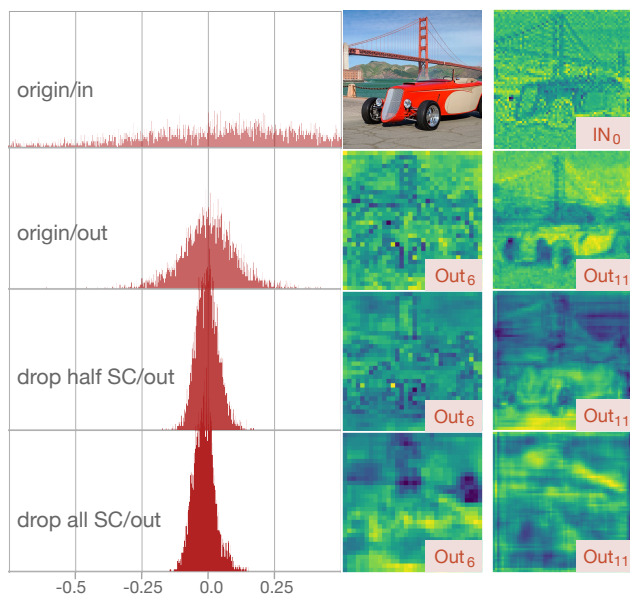 origin/in
IN0
origin/out
Out6
Out11
drop half SC/out
Out6
Out11
drop all SC/out
Out6
Out11
-0.5 -0.25 0.0 0.25